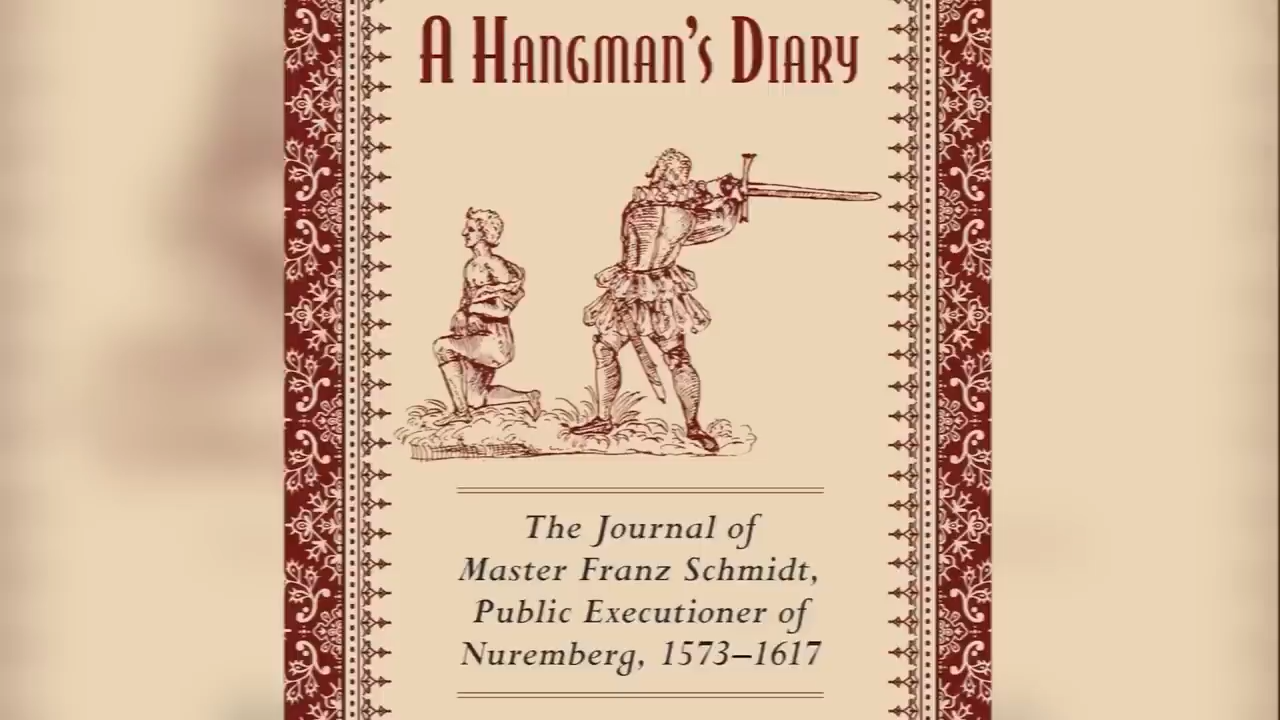 A Hangman's Diary
The Journal of
Master Franz Schmidt,
Public Executioner of
Nuremberg, 1573–1617